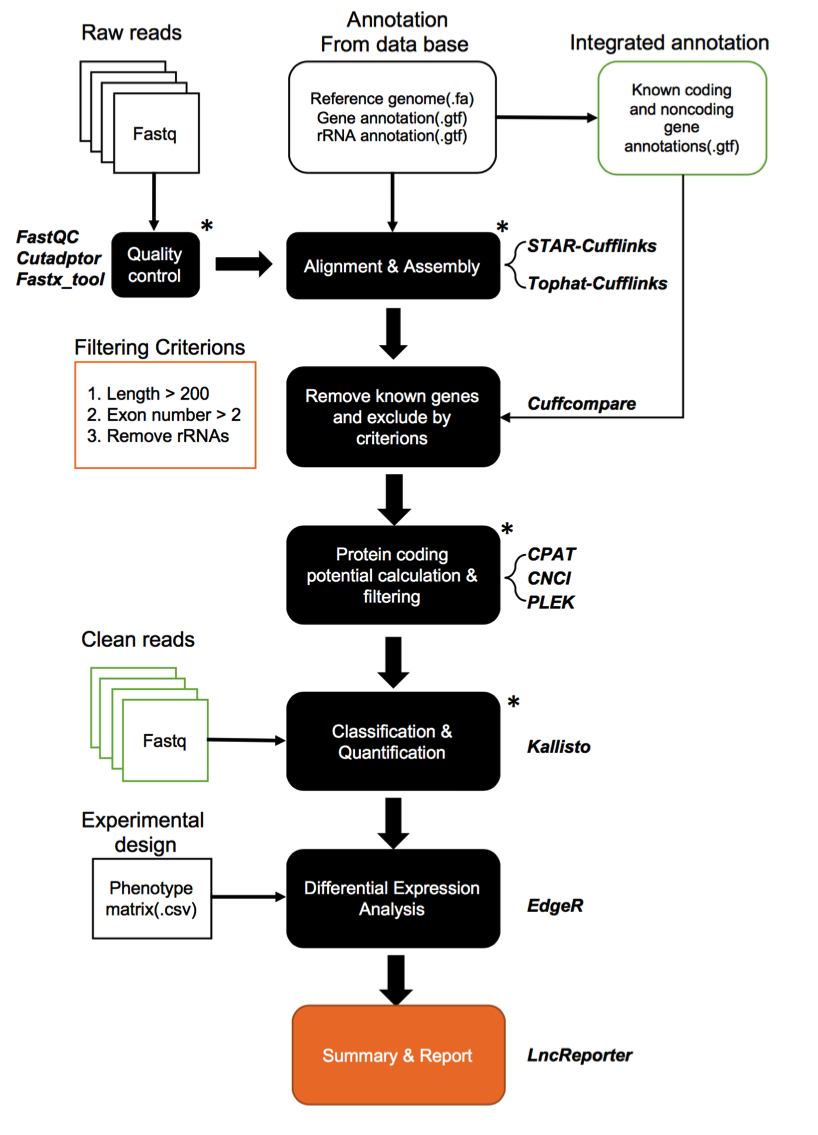 Raw reads
Annotation
From data base
Integrated annotation
Fastq
Reference genome(.fa)
Gene annotation(.gtf)
rRNA annotation(.gtf)
Known coding
and noncoding
gene
annotations(.gtf)
FastQC
Cutadptor
Fastx_tool
Quality
control
*
Alignment & Assembly
*
STAR-Cufflinks
Tophat-Cufflinks
Filtering Criterions
1. Length > 200
2. Exon number > 2
3. Remove rRNAs
Remove known genes
and exclude by
criterions
Cuffcompare
Protein coding
potential calculation &
filtering
*
CPAT
CNCI
PLEK
Clean reads
Fastq
Classification &
Quantification
*
Kallisto
Experimental
design
Phenotype
matrix(.csv)
Differential Expression
Analysis
EdgeR
Summary & Report
LncReporter